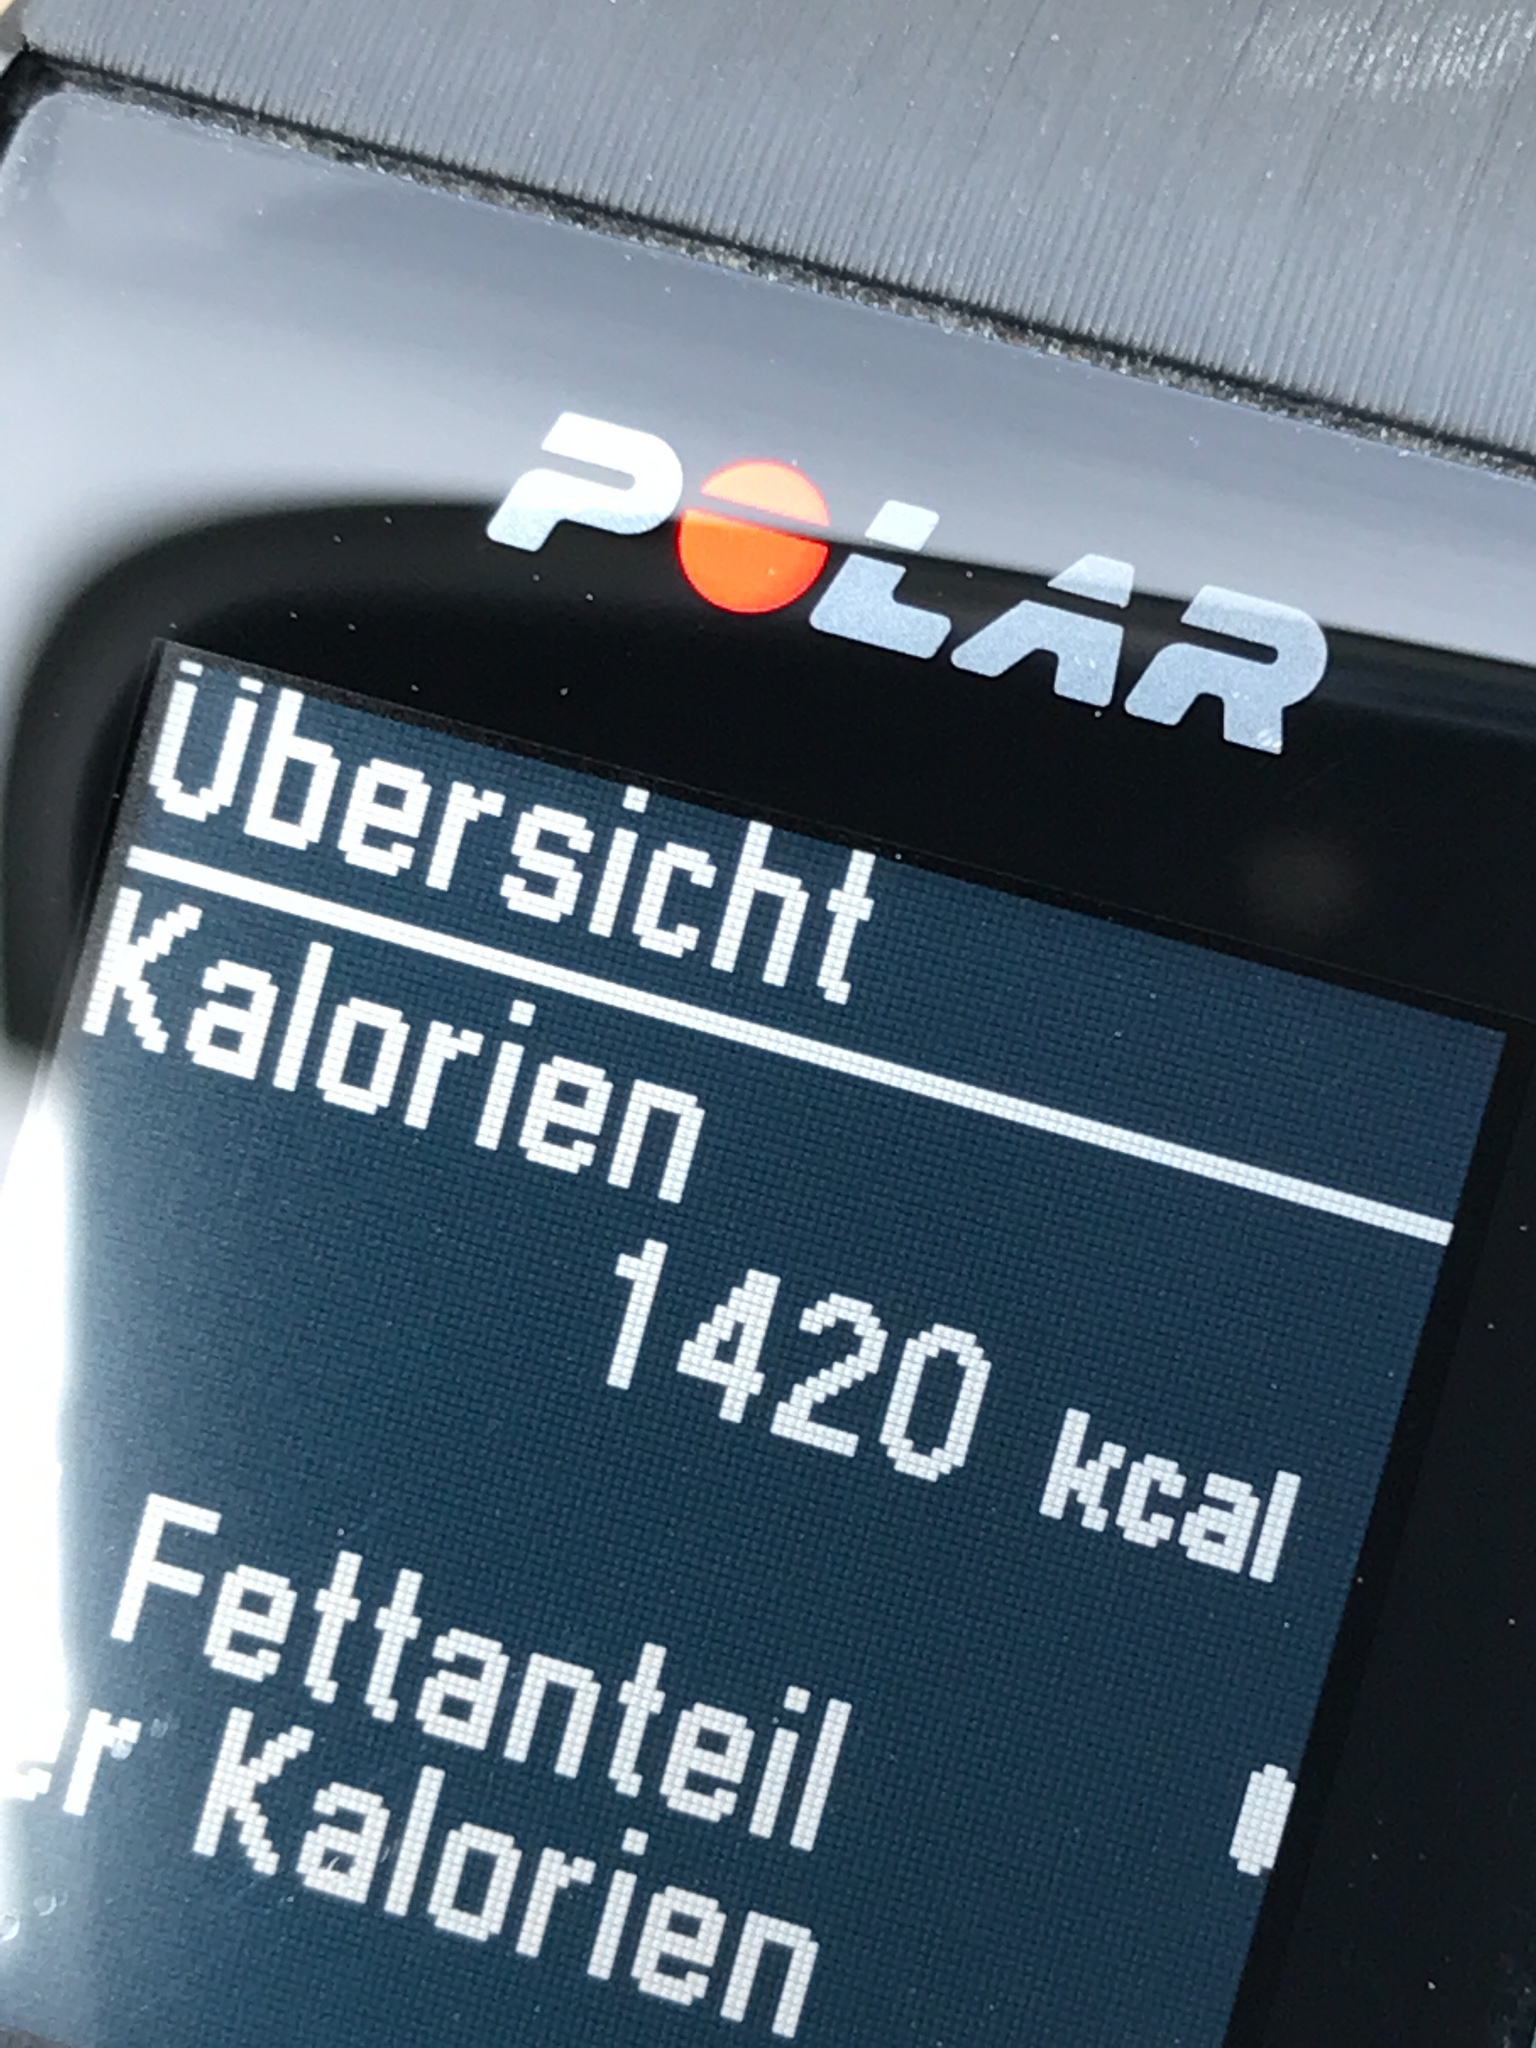 POLAR
Übersicht
Kalorien
1420 kcal
Fettanteil
Kalorien